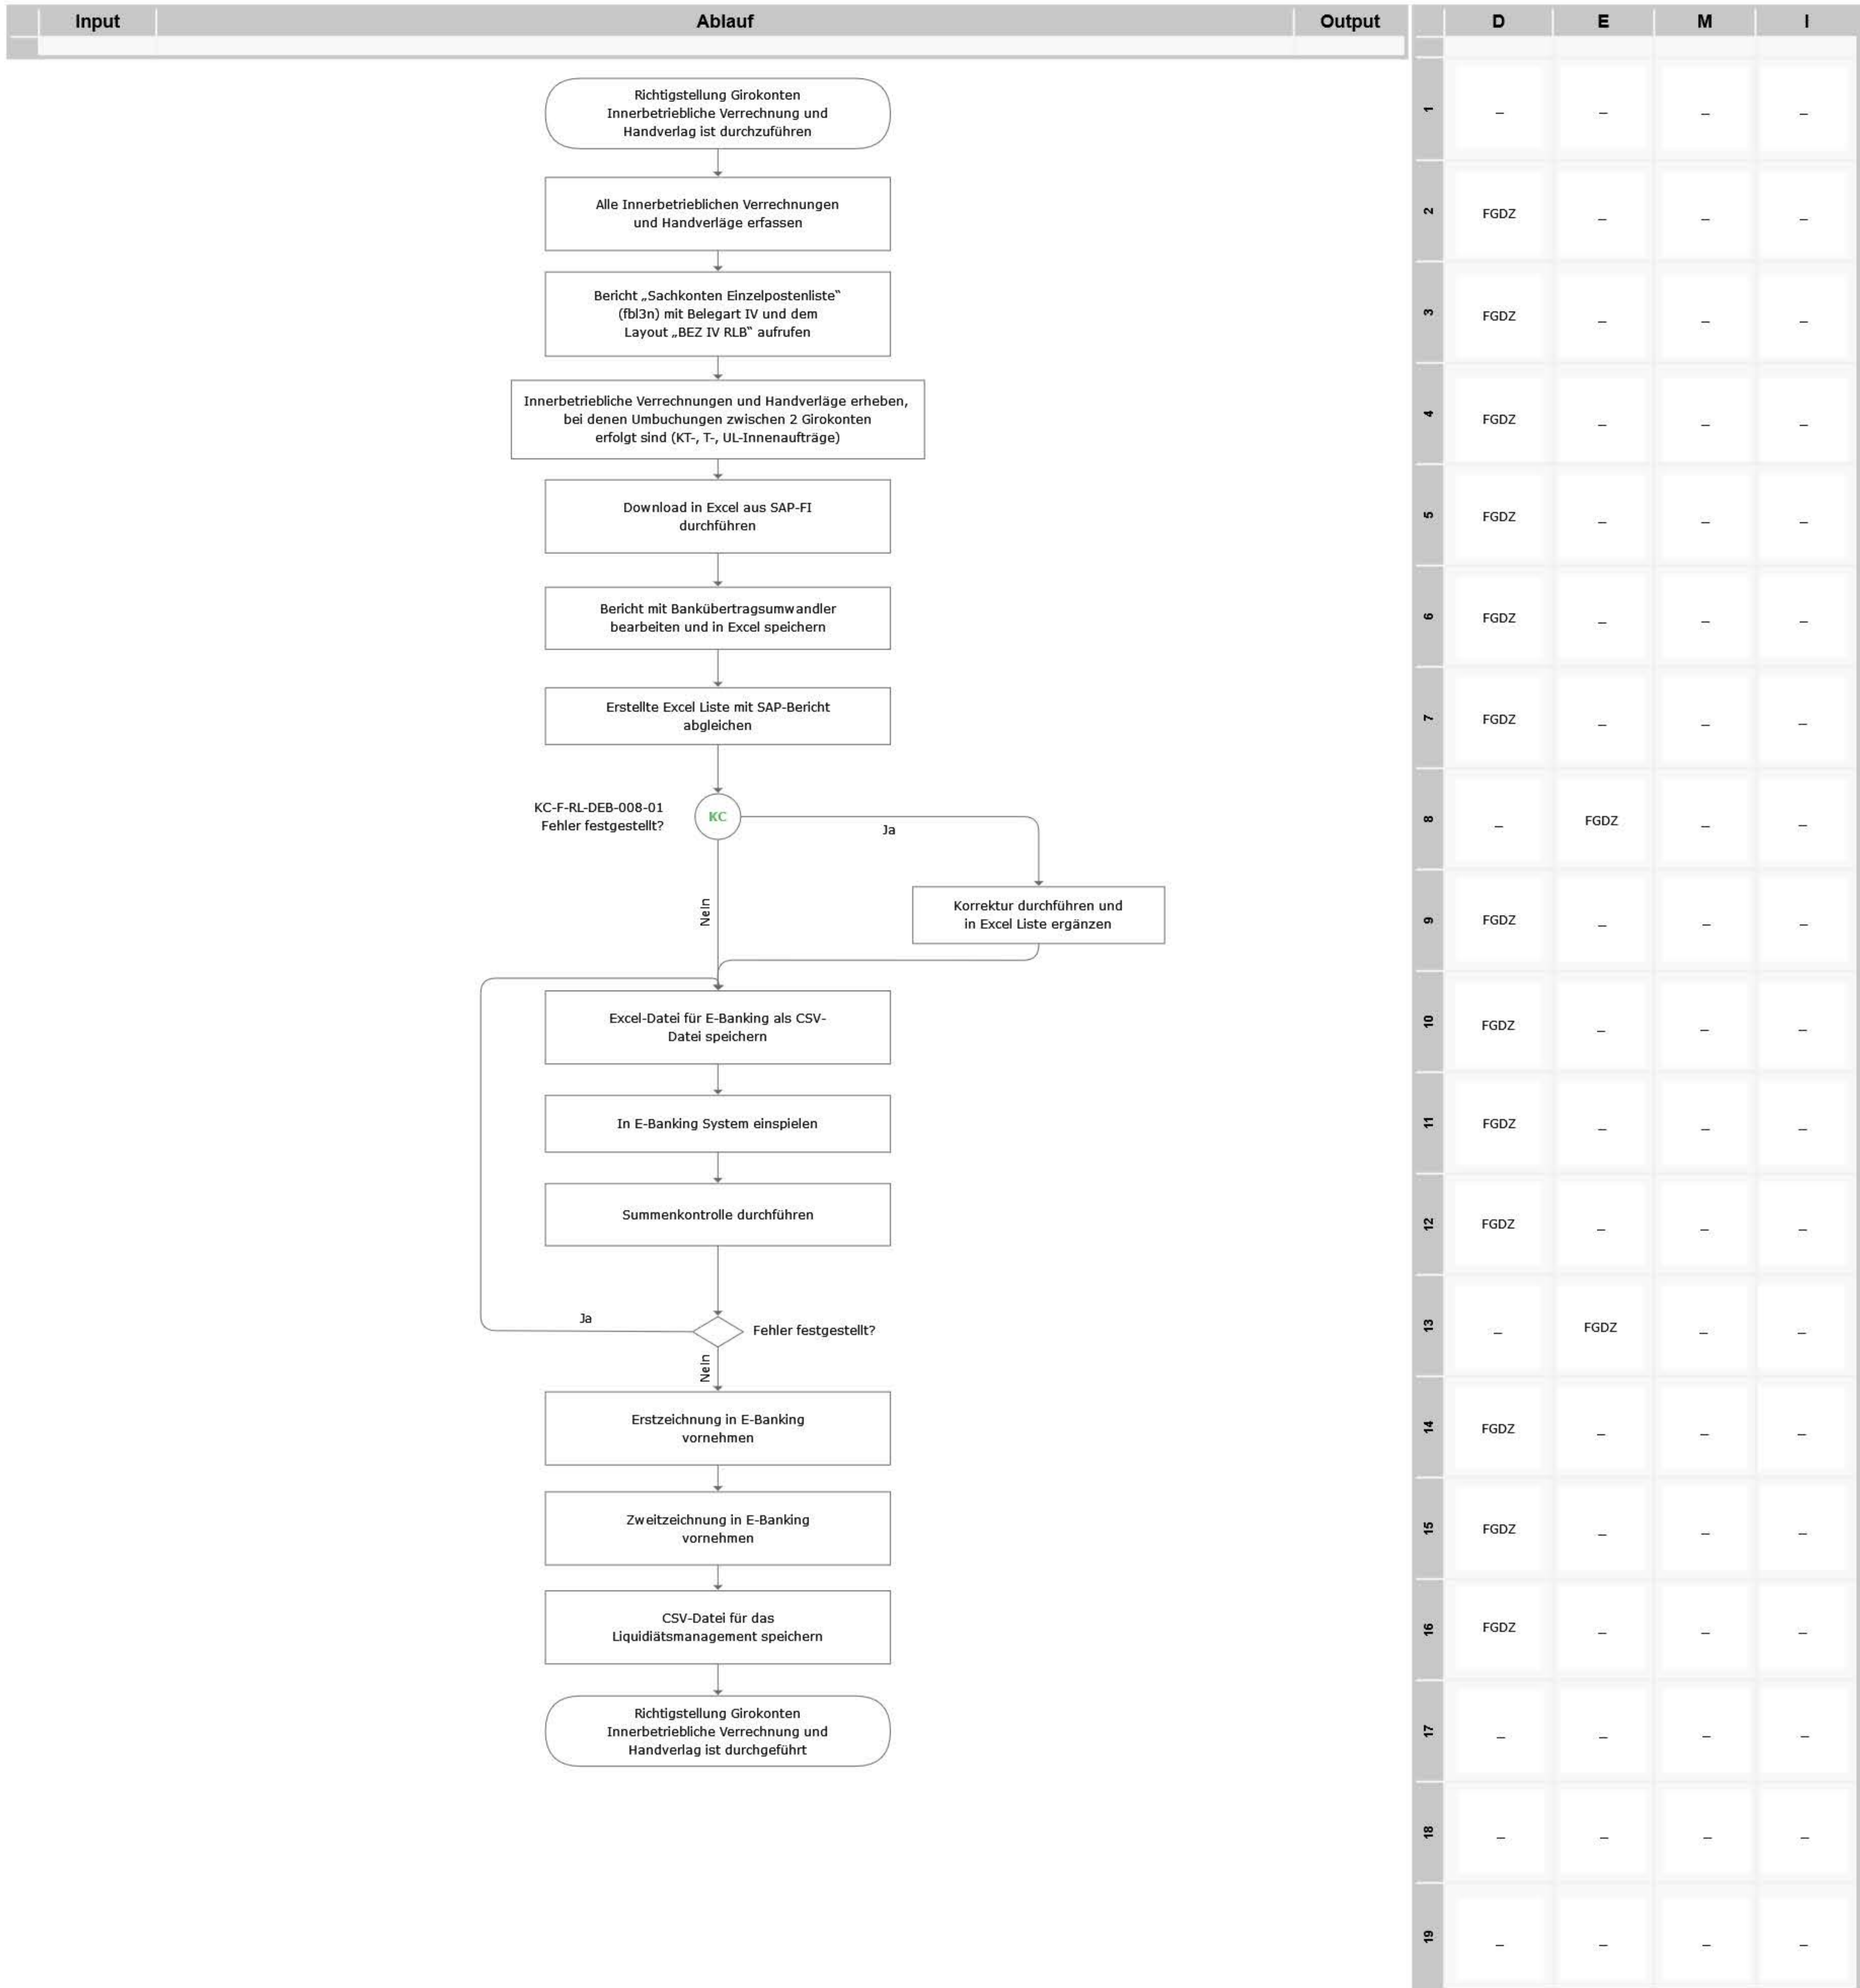 Input Ablauf Output D E M I
Richtigstellung Girokonten
Innerbetriebliche Verrechnung und
Handverlag ist durchzuführen
1 _ _ _ _
Alle Innerbetrieblichen Verrechnungen
und Handverläge erfassen
2 FGDZ _ _ _
Bericht „Sachkonten Einzelpostenliste“
(fbl3n) mit Belegart IV und dem
Layout „BEZ IV RLB“ aufrufen
3 FGDZ _ _ _
Innerbetriebliche Verrechnungen und Handverläge erheben,
bei denen Umbuchungen zwischen 2 Girokonten
erfolgt sind (KT-, T-, UL-Innenaufträge)
4 FGDZ _ _ _
Download in Excel aus SAP-FI
durchführen
5 FGDZ _ _ _
Bericht mit Bankübertragsumwandler
bearbeiten und in Excel speichern
6 FGDZ _ _ _
Erstellte Excel Liste mit SAP-Bericht
abgleichen
7 FGDZ _ _ _
KC-F-RL-DEB-008-01
Fehler festgestellt?
KC
Ja
8 _ FGDZ _ _
Nein
Korrektur durchführen und
in Excel Liste ergänzen
9 FGDZ _ _ _
Excel-Datei für E-Banking als CSV-
Datei speichern
10 FGDZ _ _ _
In E-Banking System einspielen
11 FGDZ _ _ _
Summenkontrolle durchführen
12 FGDZ _ _ _
Ja
Fehler festgestellt?
Nein
13 _ FGDZ _ _
Erstzeichnung in E-Banking
vornehmen
14 FGDZ _ _ _
Zweitzeichnung in E-Banking
vornehmen
15 FGDZ _ _ _
CSV-Datei für das
Liquidiätsmanagement speichern
16 FGDZ _ _ _
Richtigstellung Girokonten
Innerbetriebliche Verrechnung und
Handverlag ist durchgeführt
17 _ _ _ _
18 _ _ _ _
19 _ _ _ _